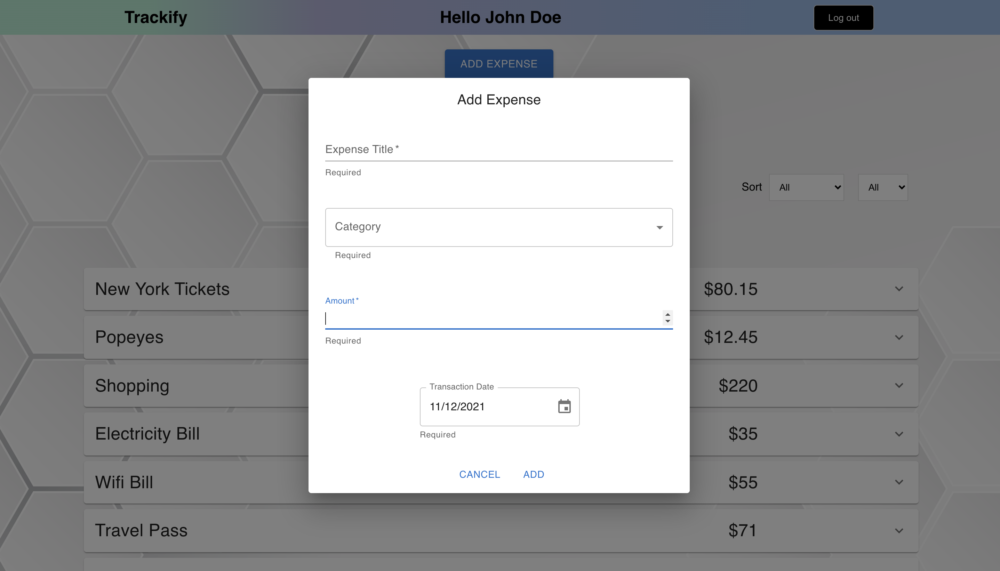 Trackify
Hello John Doe
Log out
ADD EXPENSE
Add Expense
Expense Title *
Required
Sort All All
Category
Required
New York Tickets $80.15
Amount *
Popeyes $12.45
Required
Shopping $220
Transaction Date
11/12/2021
Electricity Bill $35
Required
CANCEL ADD
Wifi Bill $55
Travel Pass $71